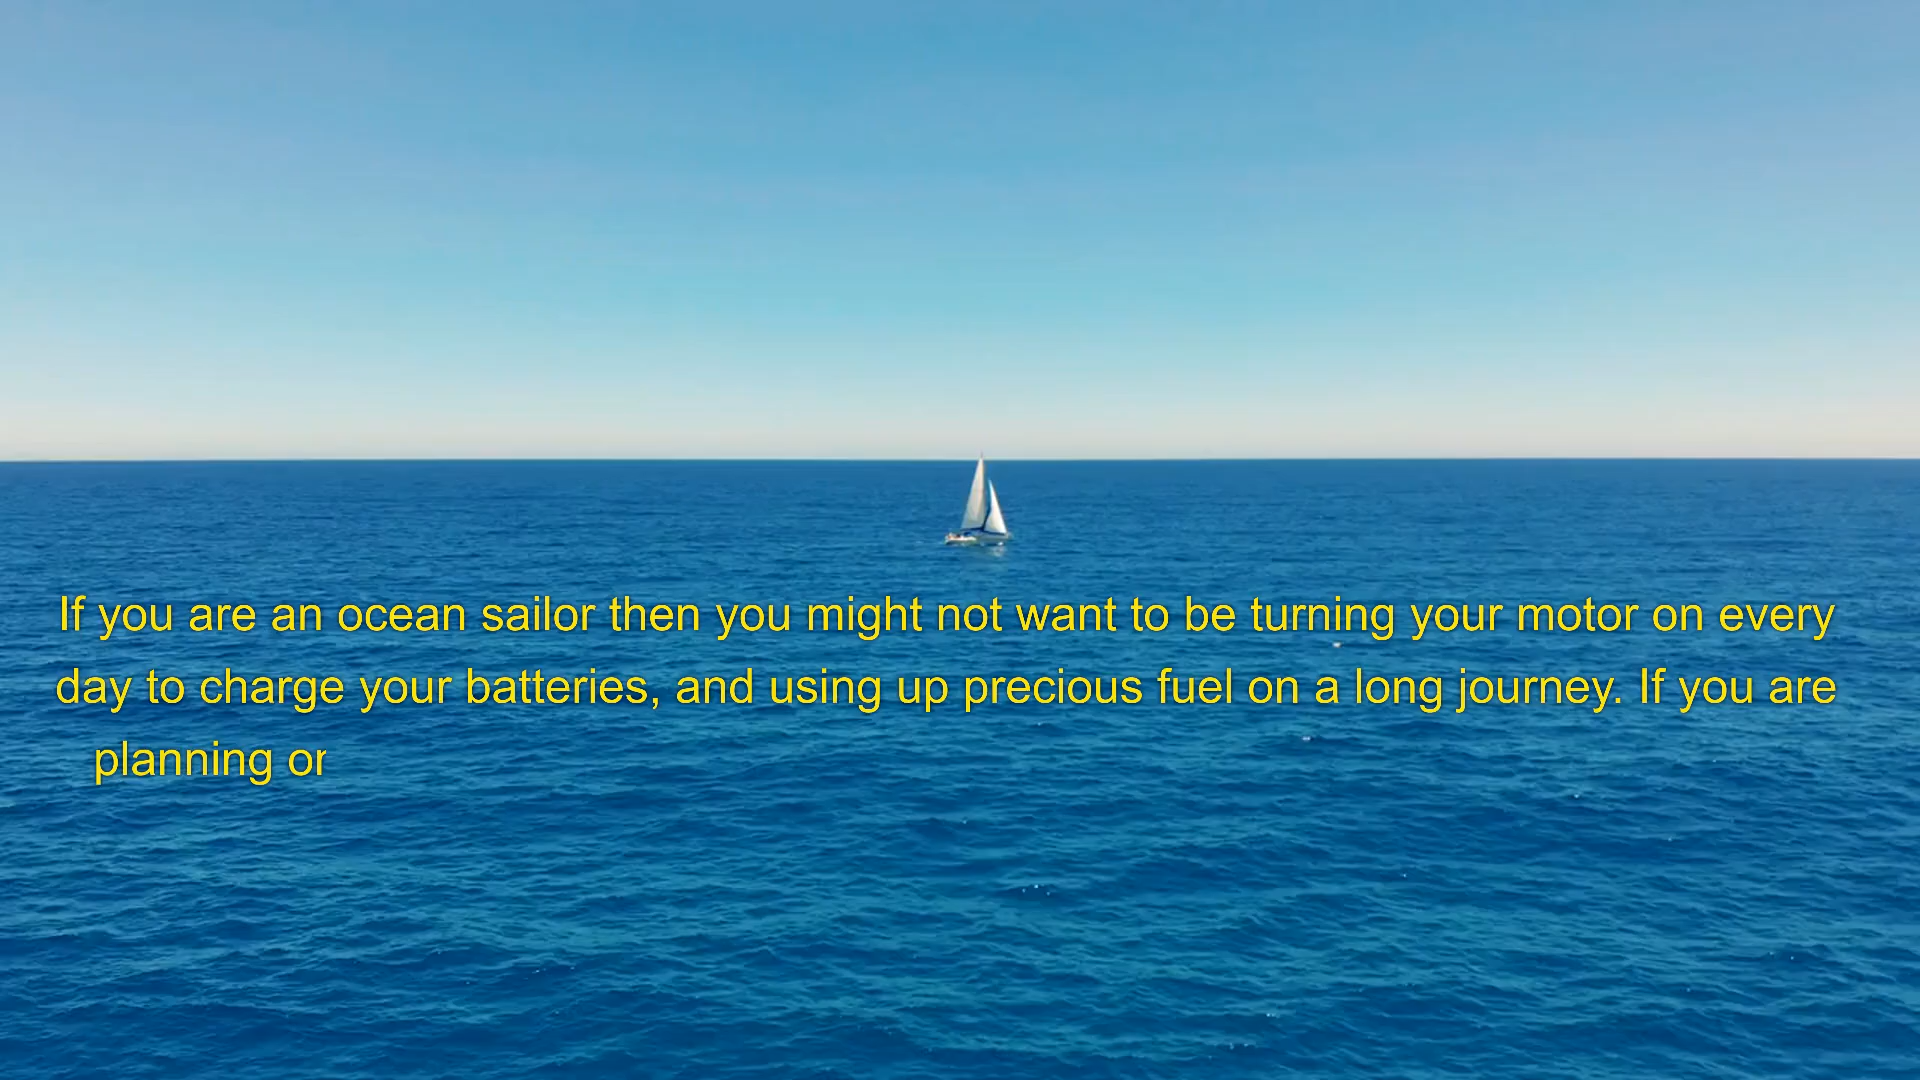 If you are an ocean sailor then you might not want to be turning your motor on every
day to charge your batteries, and using up precious fuel on a long journey. If you are
planning or